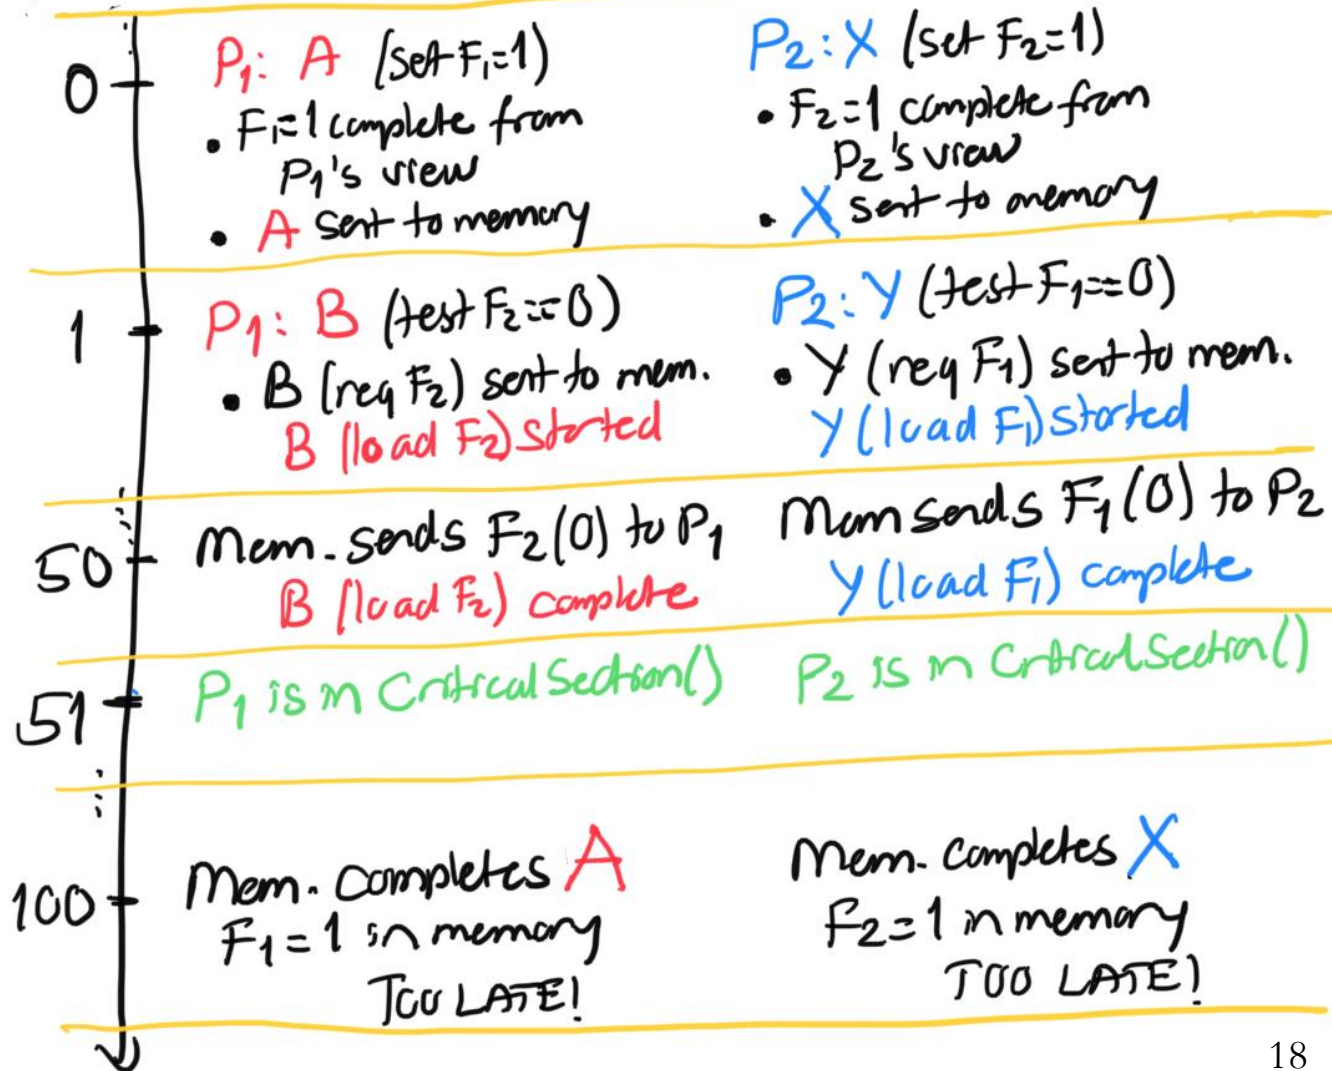 0
P₁: A (set F₁=1)
• F₁=1 complete from
P₁'s view
• A sent to memory
P₂: X (set F₂=1)
• F₂=1 complete from
P₂'s view
• X sent to memory
1
P₁: B (test F₂==0)
• B (req F₂) sent to mem.
B (load F₂) started
P₂: Y (test F₁==0)
• Y (req F₁) sent to mem.
Y (load F₁) started
50
Mem. sends F₂(0) to P₁
B (load F₂) complete
Mem sends F₁(0) to P₂
Y (load F₁) complete
51
P₁ is in CriticalSection()
P₂ is in CriticalSection()
100
Mem. completes A
F₁=1 in memory
TOO LATE!
Mem. completes X
F₂=1 in memory
TOO LATE!
18